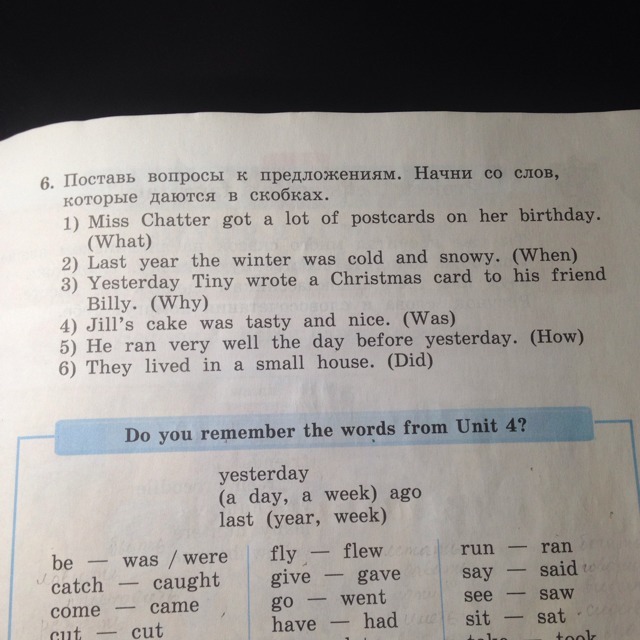 6. Поставь вопросы к предложениям. Начни со слов,
которые даются в скобках.
1) Miss Chatter got a lot of postcards on her birthday.
(What)
2) Last year the winter was cold and snowy. (When)
3) Yesterday Tiny wrote a Christmas card to his friend
Billy. (Why)
4) Jill's cake was tasty and nice. (Was)
5) He ran very well the day before yesterday. (How)
6) They lived in a small house. (Did)
Do you remember the words from Unit 4?
yesterday
(a day, a week) ago
last (year, week)
be — was / were
catch — caught
come — came
cut — cut
fly — flew
give — gave
go — went
have — had
run — ran
say — said
see — saw
sit — sat
take — took